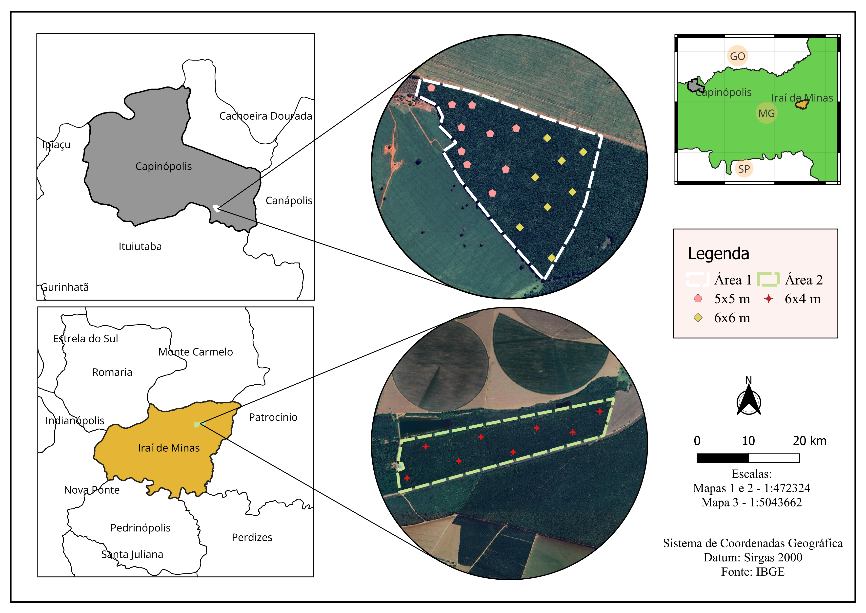 Ipiaçu
Cachoeira Dourada
Capinópolis
Canápolis
Ituiutaba
Gurinhatã
GO
Capinópolis
Iraí de Minas
MG
SP
Legenda
Área 1
Área 2
5x5 m
6x4 m
6x6 m
Estrela do Sul
Monte Carmelo
Romaria
Indianópolis
Patrocínio
Iraí de Minas
Nova Ponte
Pedrinópolis
Perdizes
Santa Juliana
N
0 10 20 km
Escalas:
Mapas 1 e 2 - 1:472324
Mapa 3 - 1:5043662
Sistema de Coordenadas Geográfica
Datum: Sirgas 2000
Fonte: IBGE